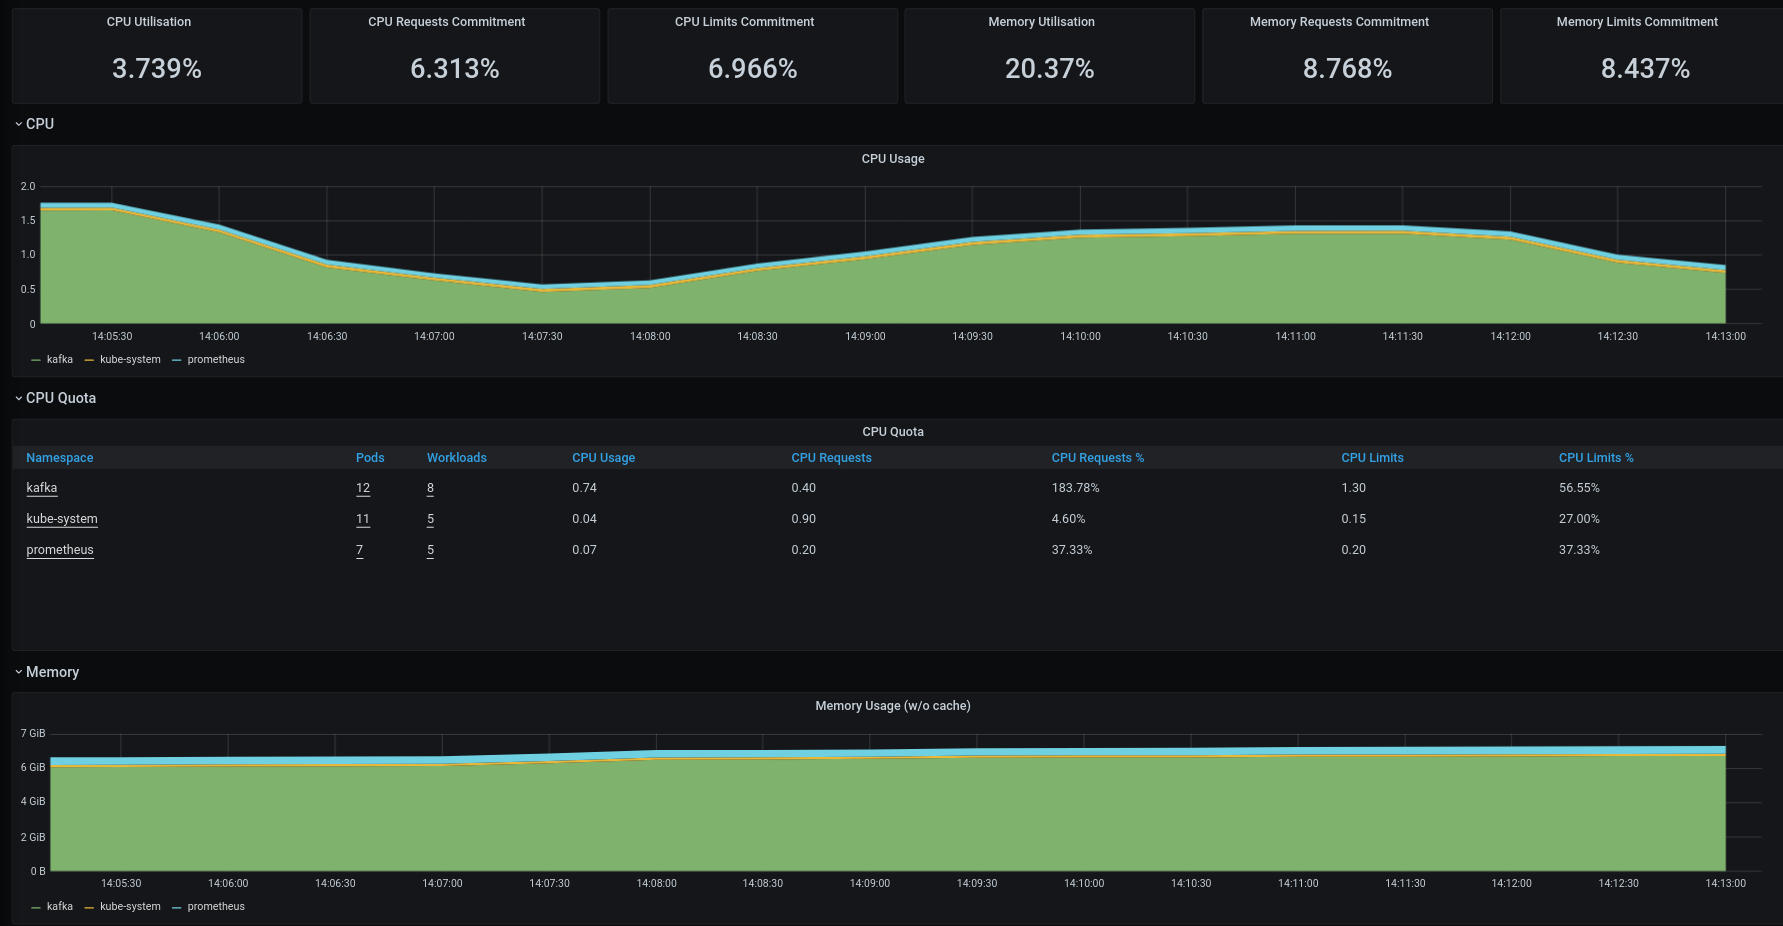 CPU Utilisation CPU Requests Commitment CPU Limits Commitment Memory Utilisation Memory Requests Commitment Memory Limits Commitment
3.739% 6.313% 6.966% 20.37% 8.768% 8.437%
CPU
CPU Usage
2.0
1.5
1.0
0.5
0
14:05:30 14:06:00 14:06:30 14:07:00 14:07:30 14:08:00 14:08:30 14:09:00 14:09:30 14:10:00 14:10:30 14:11:00 14:11:30 14:12:00 14:12:30 14:13:00
kafka kube-system prometheus
CPU Quota
CPU Quota
Namespace Pods Workloads CPU Usage CPU Requests CPU Requests % CPU Limits CPU Limits %
kafka 12 8 0.74 0.40 183.78% 1.30 56.55%
kube-system 11 5 0.04 0.90 4.60% 0.15 27.00%
prometheus 7 5 0.07 0.20 37.33% 0.20 37.33%
Memory
Memory Usage (w/o cache)
7 GiB
6 GiB
4 GiB
2 GiB
0 B
14:05:30 14:06:00 14:06:30 14:07:00 14:07:30 14:08:00 14:08:30 14:09:00 14:09:30 14:10:00 14:10:30 14:11:00 14:11:30 14:12:00 14:12:30 14:13:00
kafka kube-system prometheus